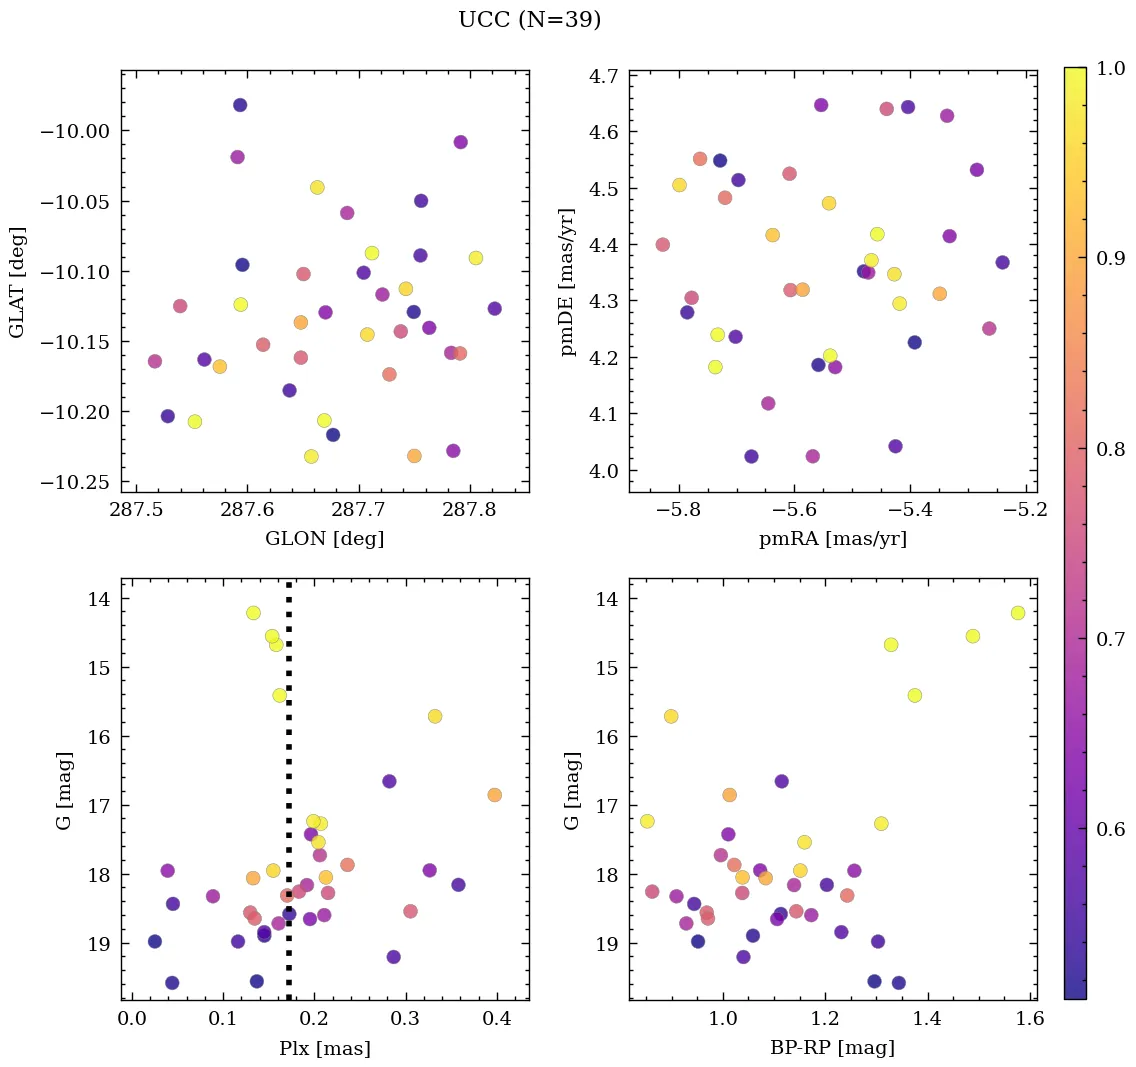 UCC (N=39)
−10.00
−10.05
−10.10
−10.15
−10.20
−10.25
GLAT [deg]
287.5 287.6 287.7 287.8
GLON [deg]
4.7
4.6
4.5
4.4
4.3
4.2
4.1
4.0
pmDE [mas/yr]
−5.8 −5.6 −5.4 −5.2
pmRA [mas/yr]
14
15
16
17
18
19
G [mag]
0.0 0.1 0.2 0.3 0.4
Plx [mas]
14
15
16
17
18
19
G [mag]
1.0 1.2 1.4 1.6
BP-RP [mag]
1.0
0.9
0.8
0.7
0.6